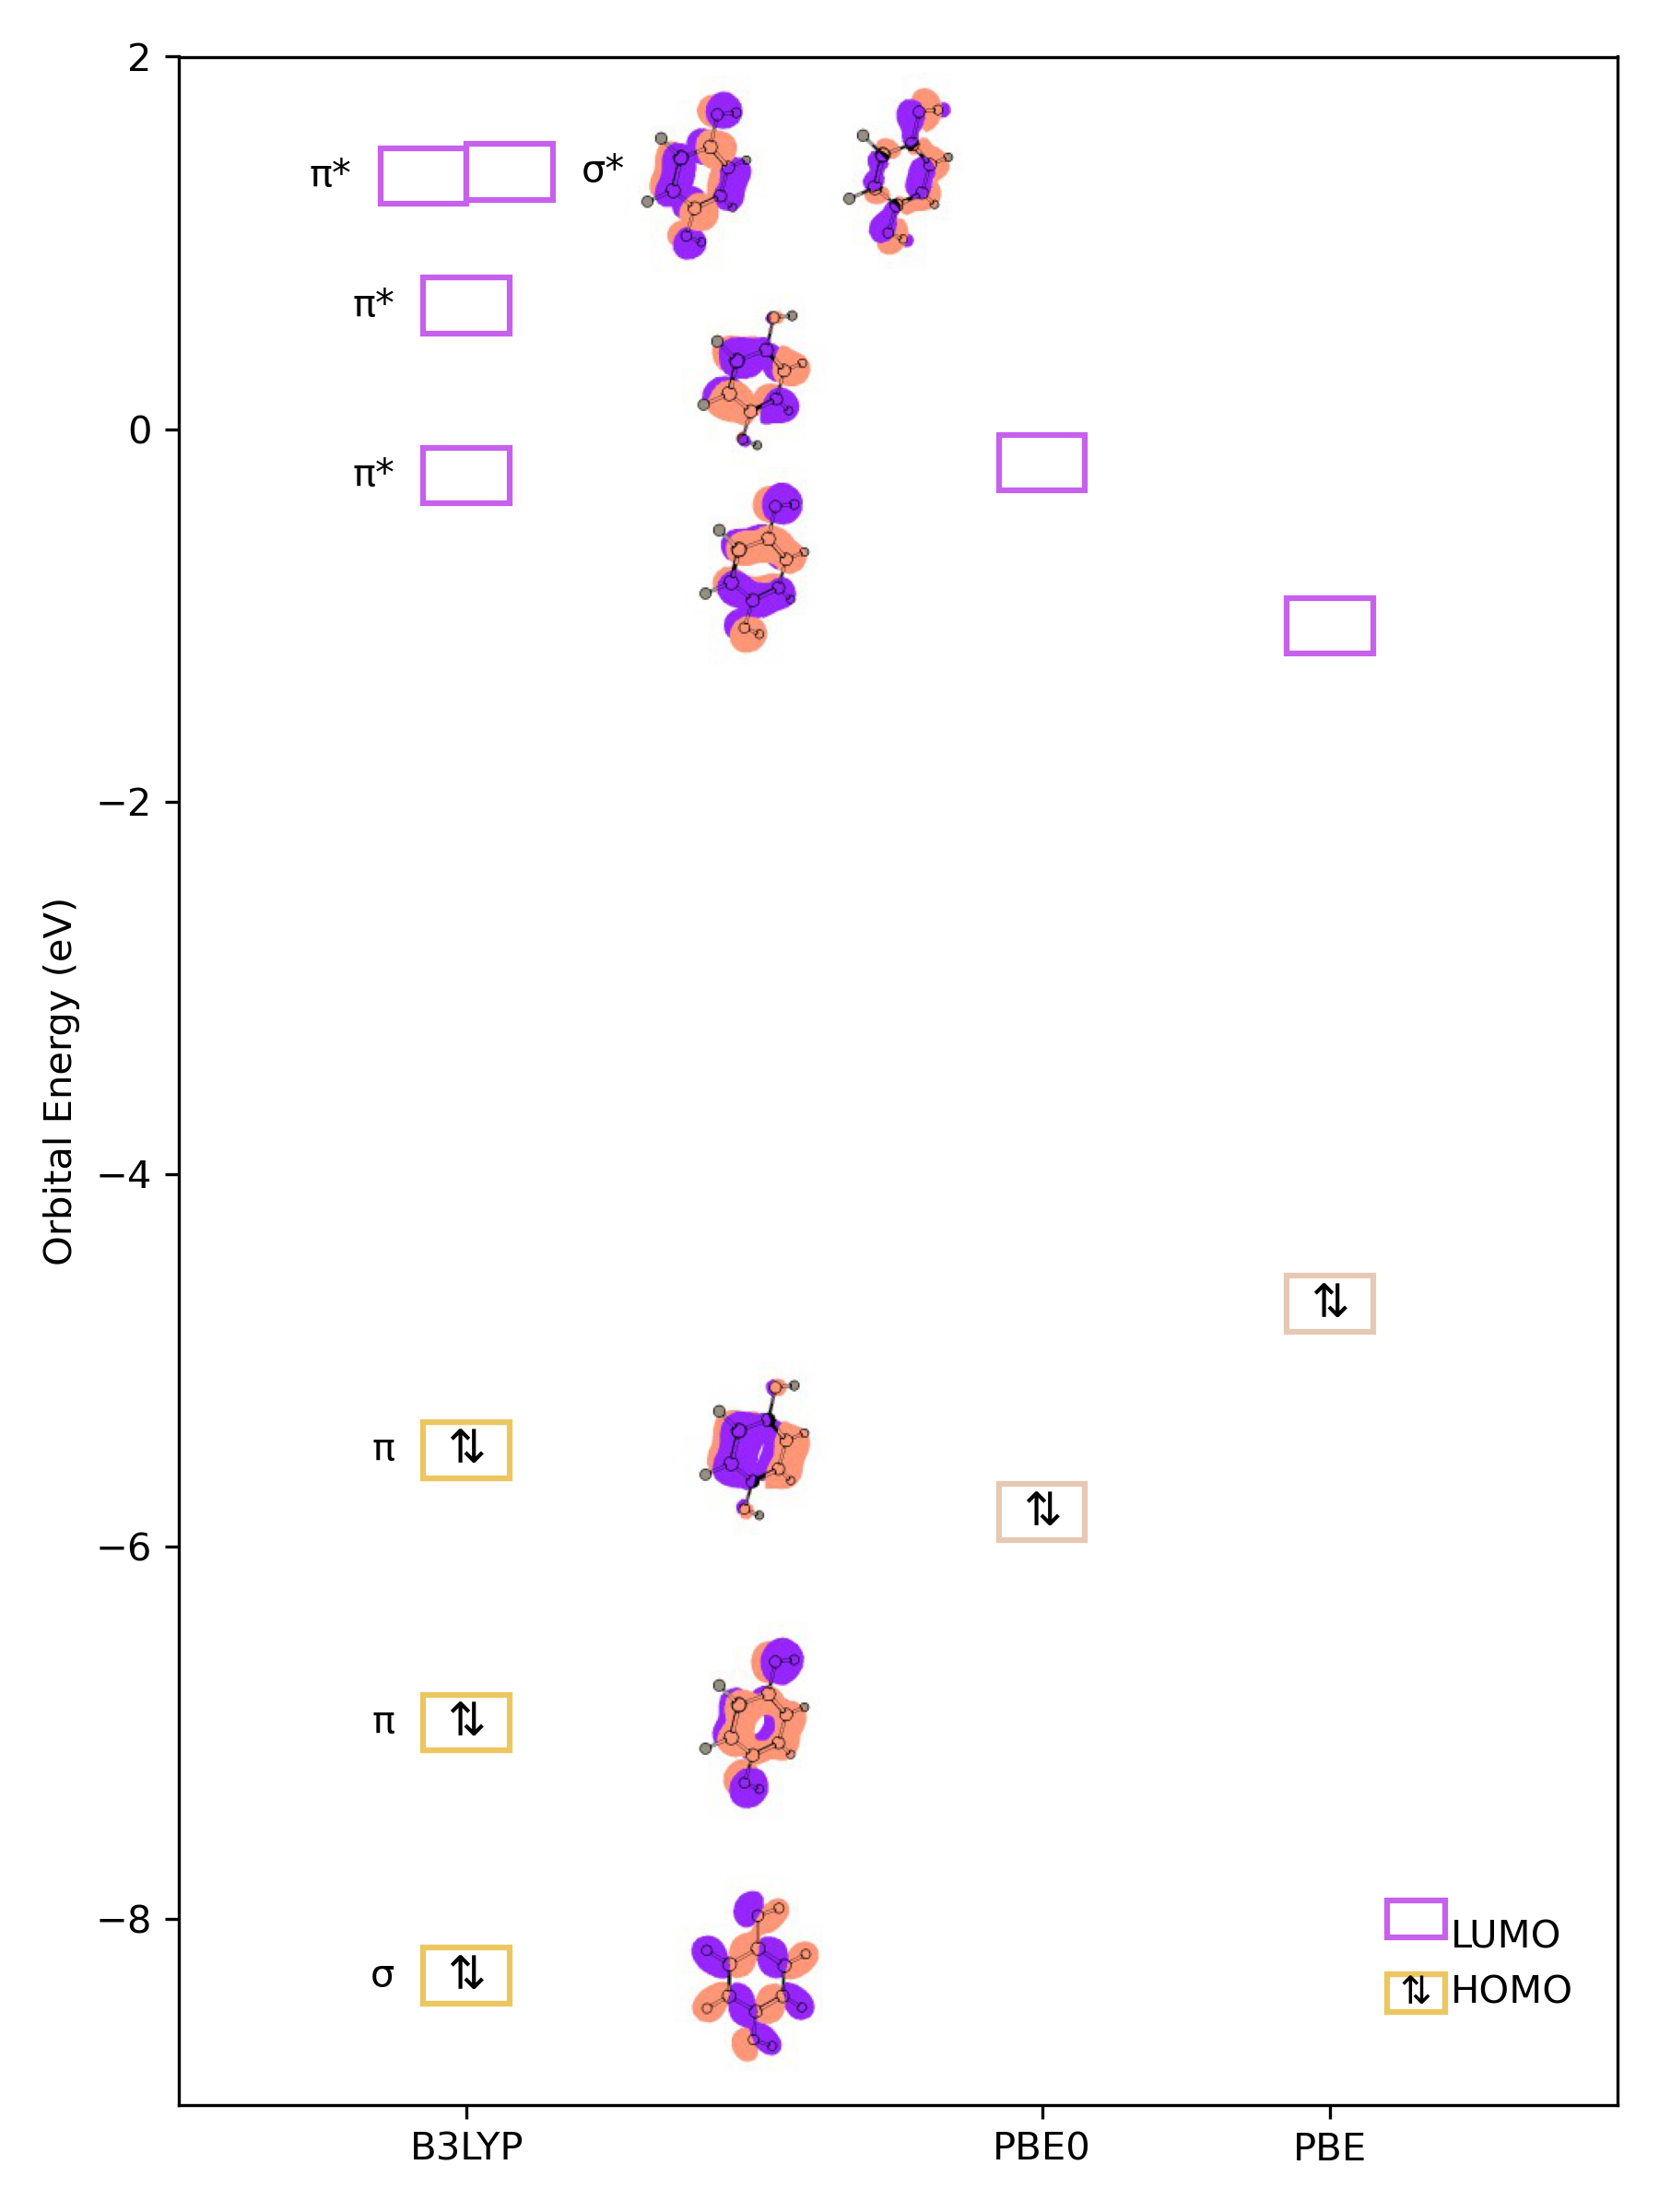 2
π*
σ*
π*
0
π*
−2
Orbital Energy (eV)
−4
⇅
π ⇅
⇅
−6
π ⇅
−8
LUMO
σ ⇅
⇅ HOMO
B3LYP
PBE0
PBE